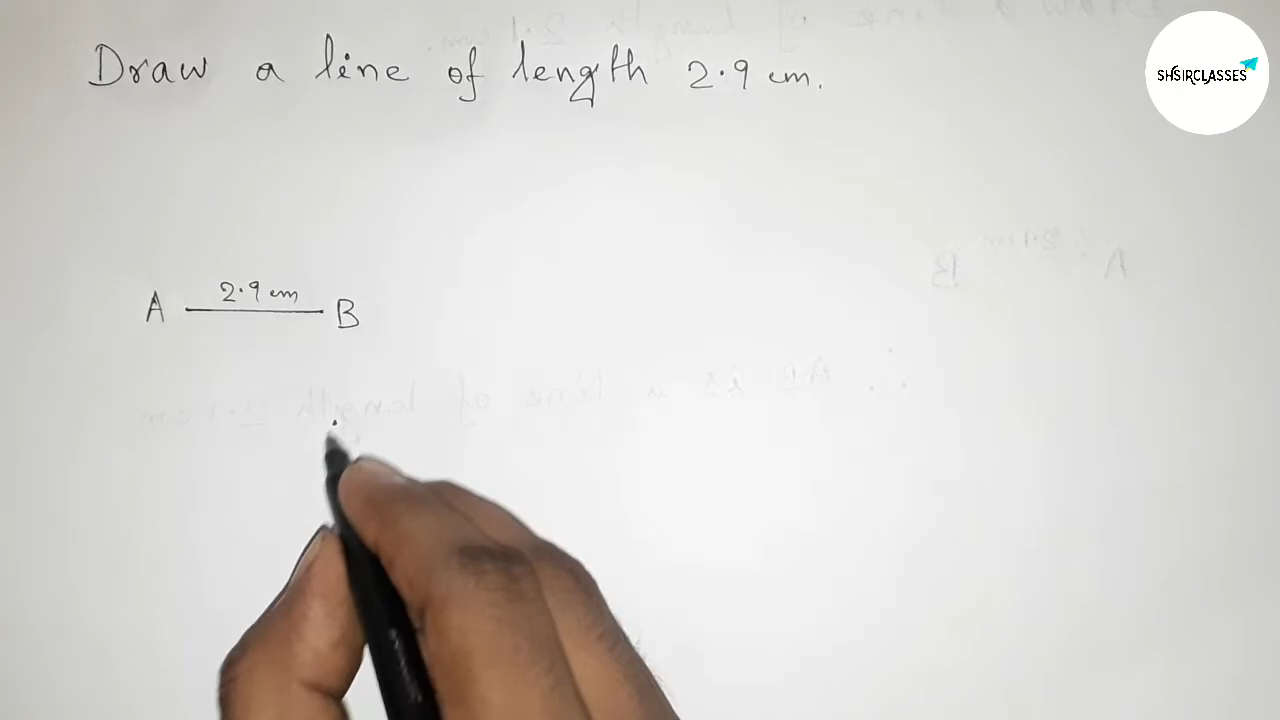 Draw a line of length 2.9 cm.
SHSIRCLASSES
2.9 cm
A B